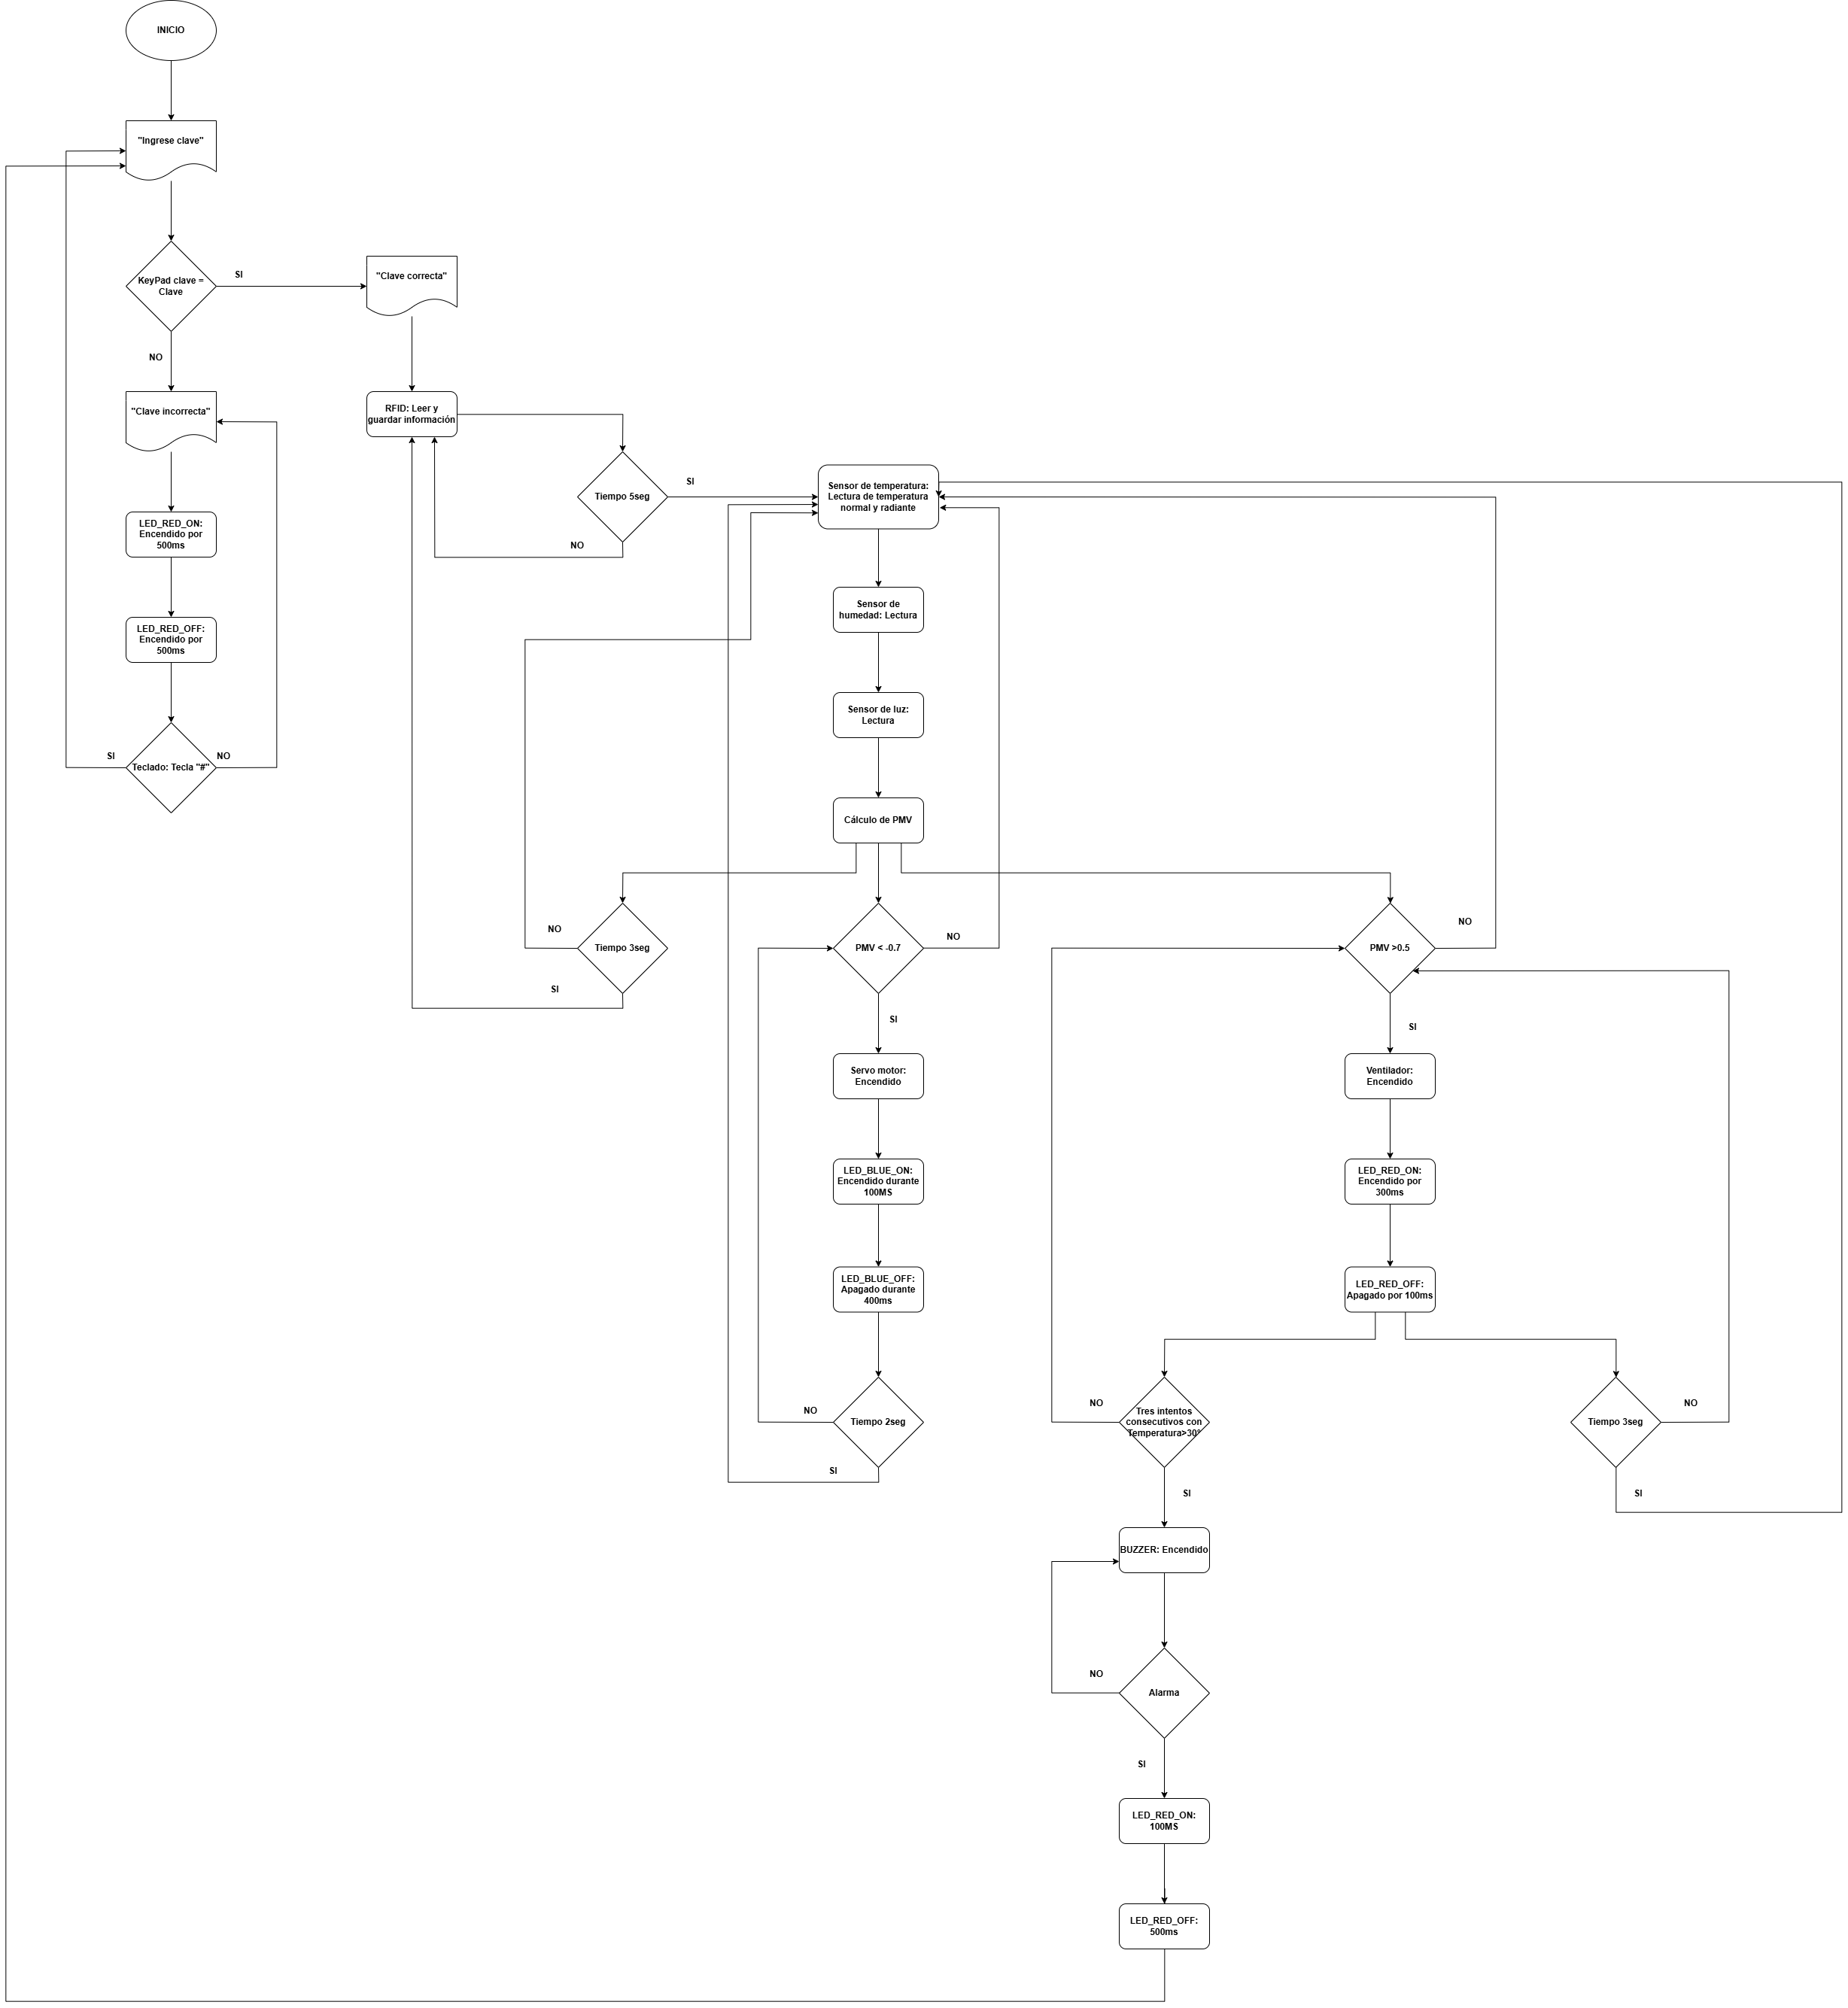 INICIO
"Ingrese clave"
KeyPad clave =
Clave
SI
"Clave correcta"
NO
"Clave incorrecta"
RFID: Leer y
guardar información
Tiempo 5seg
SI
NO
Sensor de temperatura:
Lectura de temperatura
normal y radiante
LED_RED_ON:
Encendido por
500ms
LED_RED_OFF:
Encendido por
500ms
Teclado: Tecla "#"
SI
NO
Sensor de
humedad: Lectura
Sensor de luz:
Lectura
Cálculo de PMV
Tiempo 3seg
NO
SI
PMV < -0.7
NO
SI
PMV >0.5
NO
SI
Servo motor:
Encendido
Ventilador:
Encendido
LED_BLUE_ON:
Encendido durante
100MS
LED_RED_ON:
Encendido por
300ms
LED_BLUE_OFF:
Apagado durante
400ms
LED_RED_OFF:
Apagado por 100ms
Tiempo 2seg
NO
SI
Tres intentos
consecutivos con
Temperatura>30°
NO
SI
Tiempo 3seg
NO
SI
BUZZER: Encendido
Alarma
NO
SI
LED_RED_ON:
100MS
LED_RED_OFF:
500ms